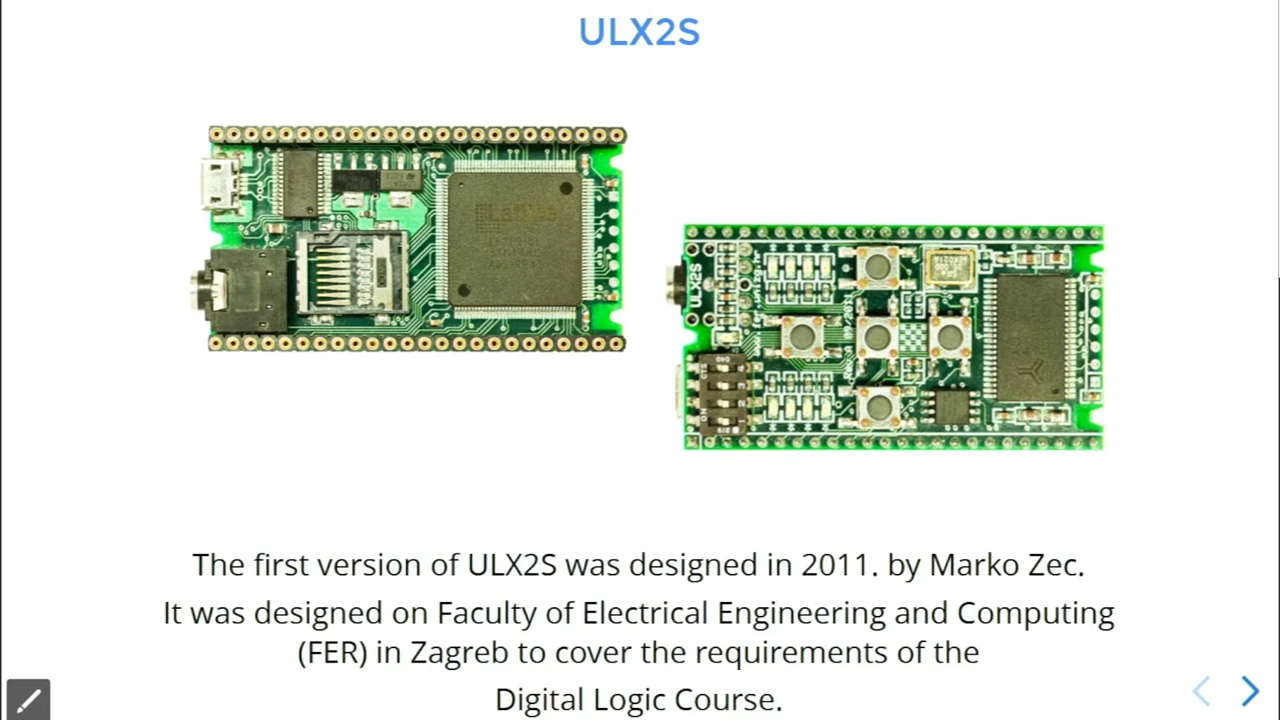 ULX2S
Lattice
ULX2S
The first version of ULX2S was designed in 2011. by Marko Zec.
It was designed on Faculty of Electrical Engineering and Computing
(FER) in Zagreb to cover the requirements of the
Digital Logic Course.